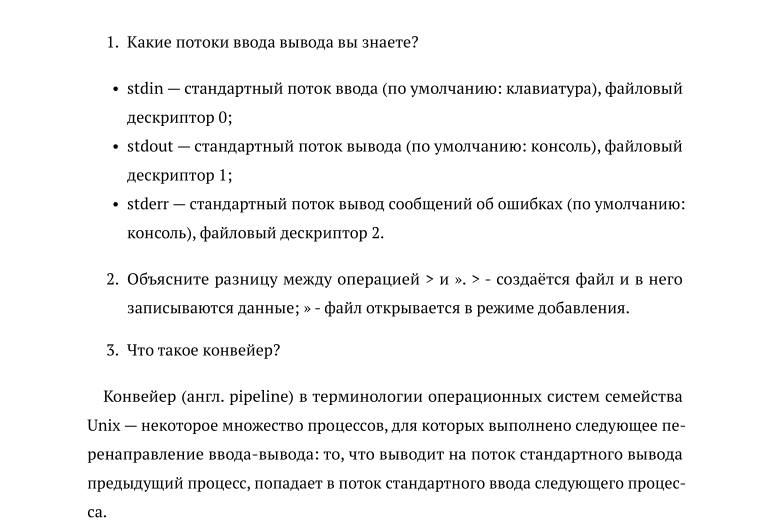 1. Какие потоки ввода вывода вы знаете?
• stdin — стандартный поток ввода (по умолчанию: клавиатура), файловый
дескриптор 0;
• stdout — стандартный поток вывода (по умолчанию: консоль), файловый
дескриптор 1;
• stderr — стандартный поток вывод сообщений об ошибках (по умолчанию:
консоль), файловый дескриптор 2.
2. Объясните разницу между операцией > и ». > - создаётся файл и в него
записываются данные; » - файл открывается в режиме добавления.
3. Что такое конвейер?
Конвейер (англ. pipeline) в терминологии операционных систем семейства
Unix — некоторое множество процессов, для которых выполнено следующее пе-
ренаправление ввода-вывода: то, что выводит на поток стандартного вывода
предыдущий процесс, попадает в поток стандартного ввода следующего процес-
са.